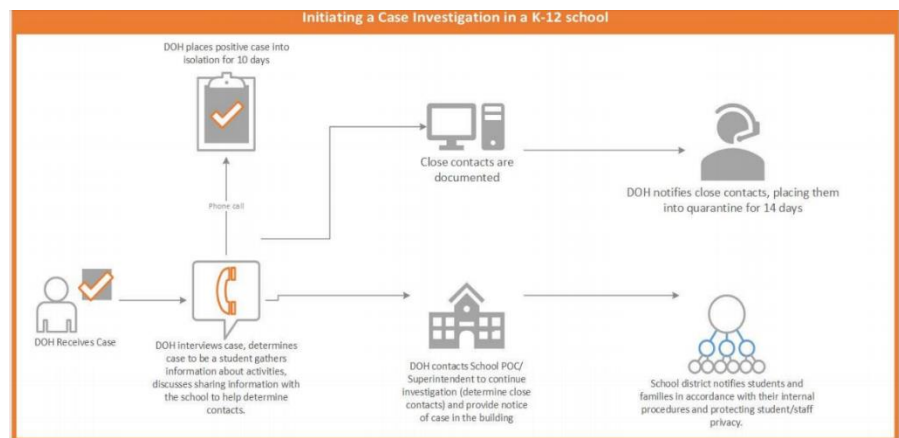 Initiating a Case Investigation in a K-12 school
DOH places positive case into
isolation for 10 days
Close contacts are
documented
DOH notifies close contacts, placing them
into quarantine for 14 days
Phone call
DOH Receives Case
DOH interviews case, determines
case to be a student gathers
information about activities,
discusses sharing information with
the school to help determine
contacts.
DOH contacts School POC/
Superintendent to continue
investigation (determine close
contacts) and provide notice
of case in the building
School district notifies students and
families in accordance with their internal
procedures and protecting student/staff
privacy.